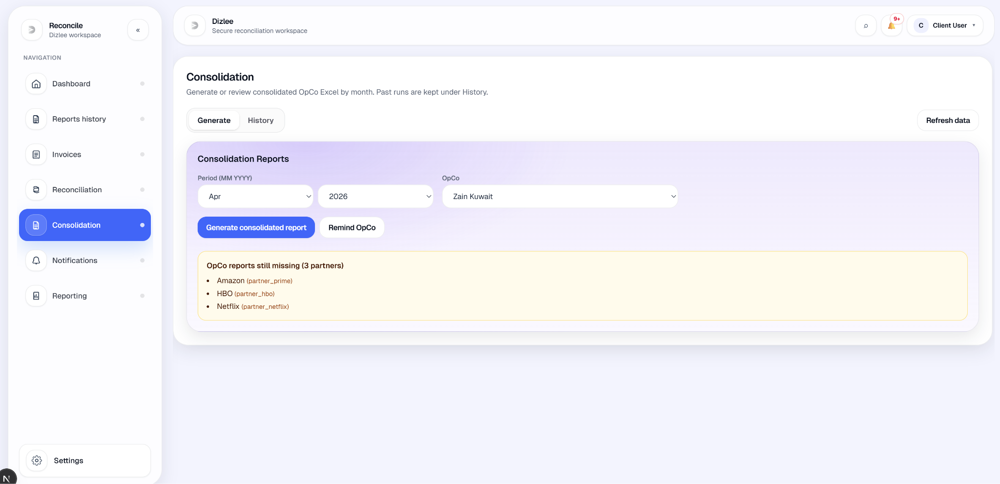 Reconcile
Dizlee workspace
«
NAVIGATION
Dashboard
Reports history
Invoices
Reconciliation
Consolidation
Notifications
Reporting
Settings
N
Dizlee
Secure reconciliation workspace
9+
C
Client User
Consolidation
Generate or review consolidated OpCo Excel by month. Past runs are kept under History.
Generate
History
Refresh data
Consolidation Reports
Period (MM YYYY)
OpCo
Apr
2026
Zain Kuwait
Generate consolidated report
Remind OpCo
OpCo reports still missing (3 partners)
• Amazon (partner_prime)
• HBO (partner_hbo)
• Netflix (partner_netflix)